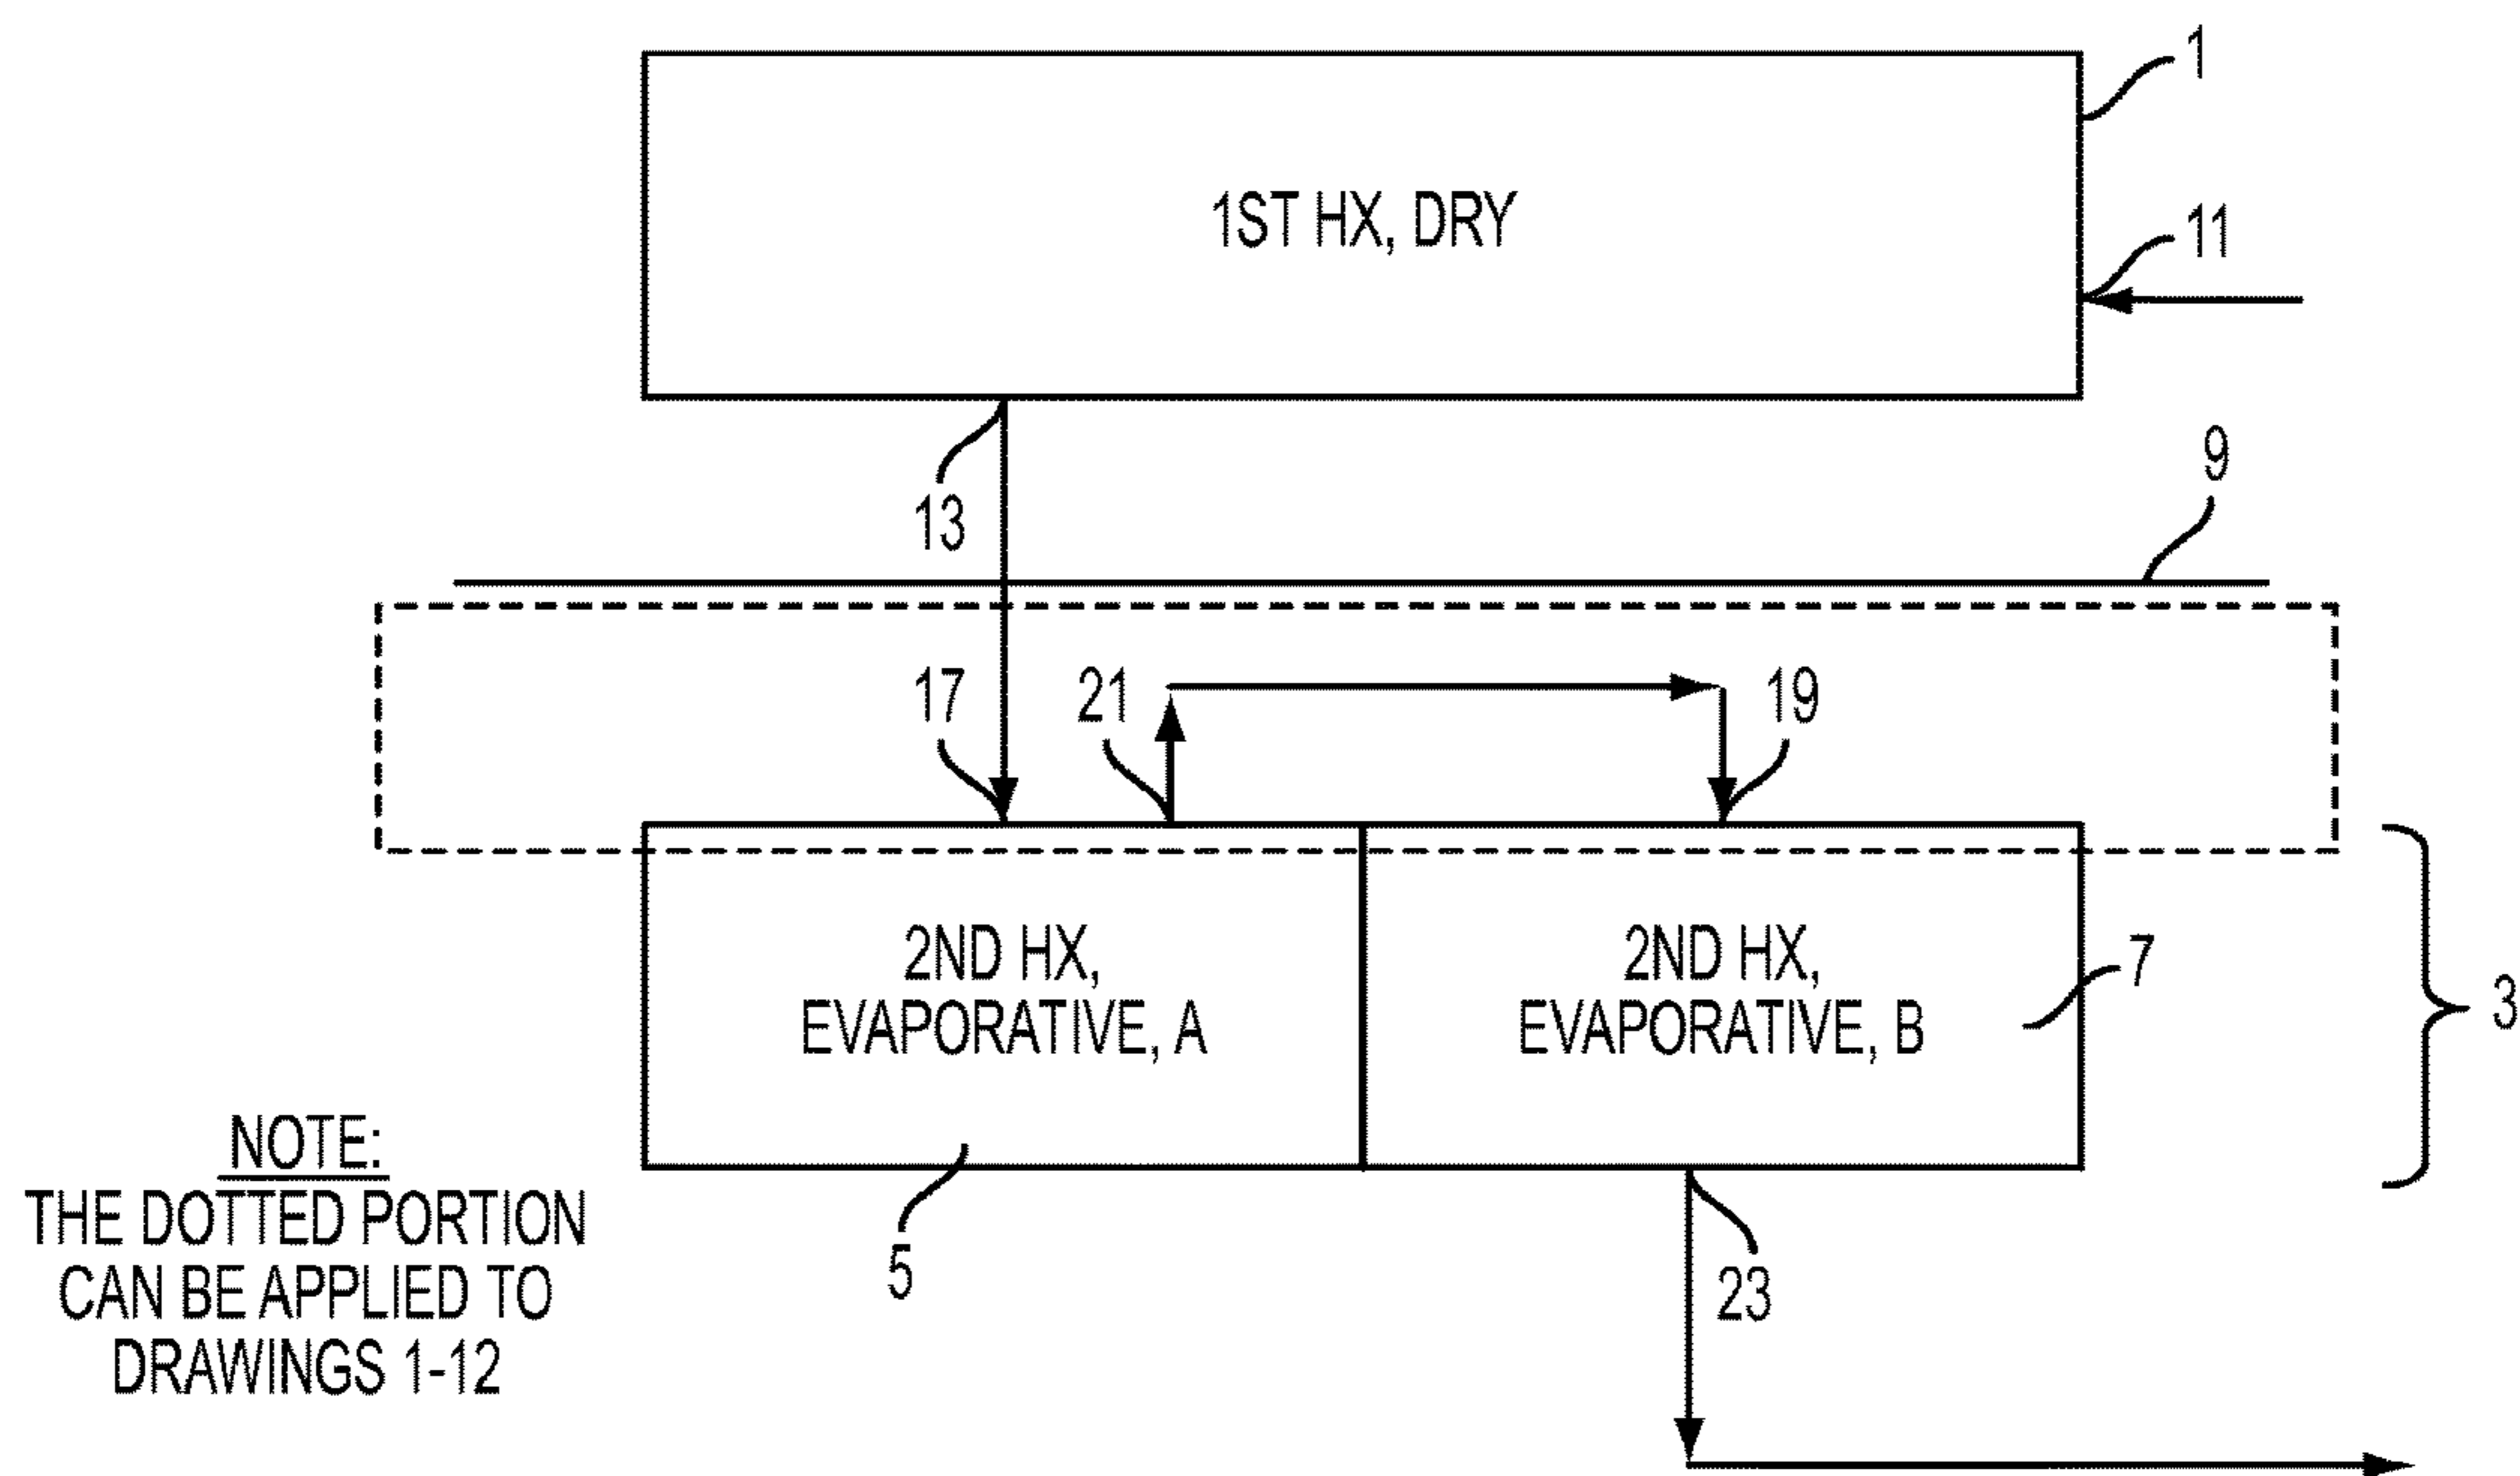 1
1ST HX, DRY
11
9
13
17
21
19
2ND HX,
EVAPORATIVE, A
2ND HX,
EVAPORATIVE, B
7
3
5
23
NOTE:
THE DOTTED PORTION
CAN BE APPLIED TO
DRAWINGS 1-12